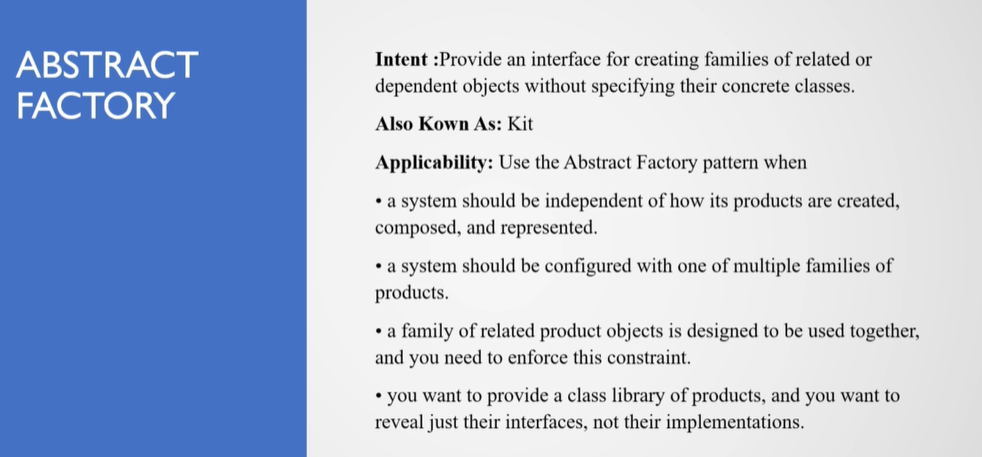 ABSTRACT
FACTORY
Intent :Provide an interface for creating families of related or
dependent objects without specifying their concrete classes.
Also Kown As: Kit
Applicability: Use the Abstract Factory pattern when
• a system should be independent of how its products are created,
composed, and represented.
• a system should be configured with one of multiple families of
products.
• a family of related product objects is designed to be used together,
and you need to enforce this constraint.
• you want to provide a class library of products, and you want to
reveal just their interfaces, not their implementations.